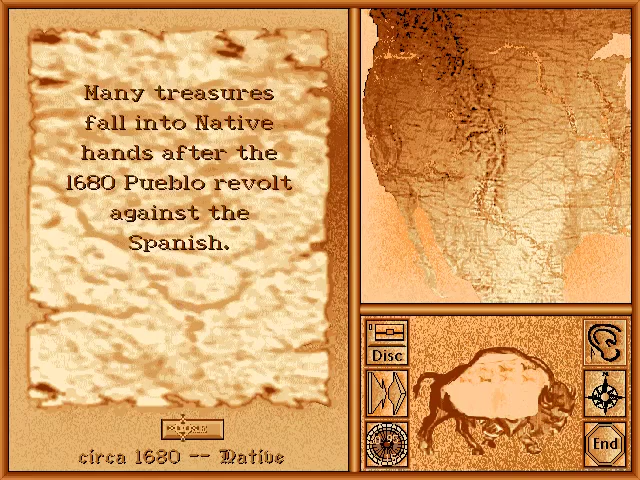 Many treasures
fall into Native
hands after the
1680 Pueblo revolt
against the
Spanish.
circa 1680 -- Native
Disc
N
End